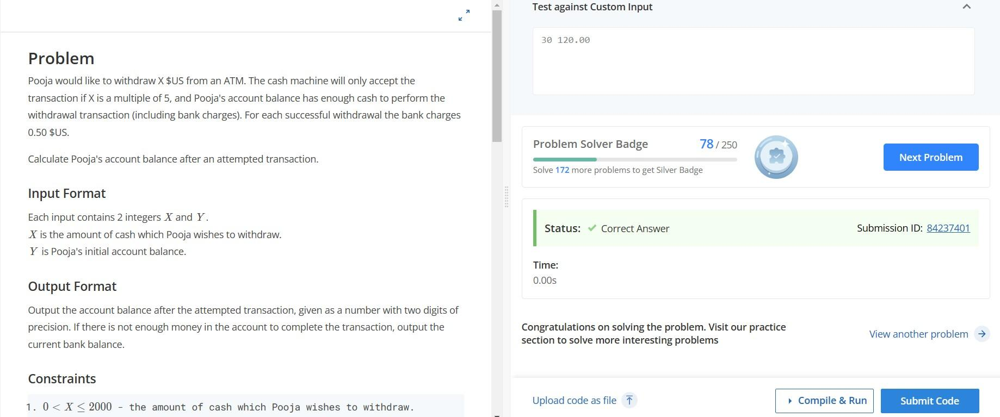 Problem
Pooja would like to withdraw X $US from an ATM. The cash machine will only accept the
transaction if X is a multiple of 5, and Pooja's account balance has enough cash to perform the
withdrawal transaction (including bank charges). For each successful withdrawal the bank charges
0.50 $US.
Calculate Pooja's account balance after an attempted transaction.
Input Format
Each input contains 2 integers X and Y.
X is the amount of cash which Pooja wishes to withdraw.
Y is Pooja's initial account balance.
Output Format
Output the account balance after the attempted transaction, given as a number with two digits of
precision. If there is not enough money in the account to complete the transaction, output the
current bank balance.
Constraints
1. 0 < X ≤ 2000 - the amount of cash which Pooja wishes to withdraw.
Test against Custom Input
30 120.00
Problem Solver Badge 78 / 250
Solve 172 more problems to get Silver Badge
Next Problem
Status: Correct Answer Submission ID: 84237401
Time:
0.00s
Congratulations on solving the problem. Visit our practice
section to solve more interesting problems
View another problem
Upload code as file
Compile & Run
Submit Code